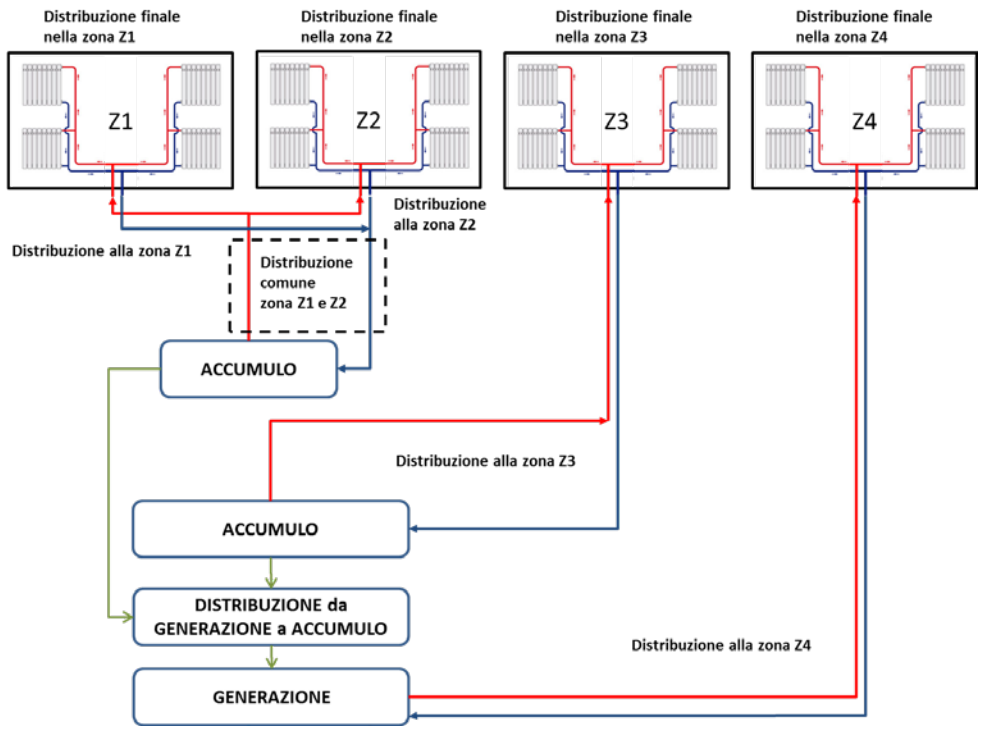 Distribuzione finale
nella zona Z1
Distribuzione finale
nella zona Z2
Distribuzione finale
nella zona Z3
Distribuzione finale
nella zona Z4
Z1
Z2
Z3
Z4
Distribuzione
alla zona Z2
Distribuzione alla zona Z1
Distribuzione
comune
zona Z1 e Z2
ACCUMULO
Distribuzione alla zona Z3
ACCUMULO
DISTRIBUZIONE da
GENERAZIONE a ACCUMULO
Distribuzione alla zona Z4
GENERAZIONE